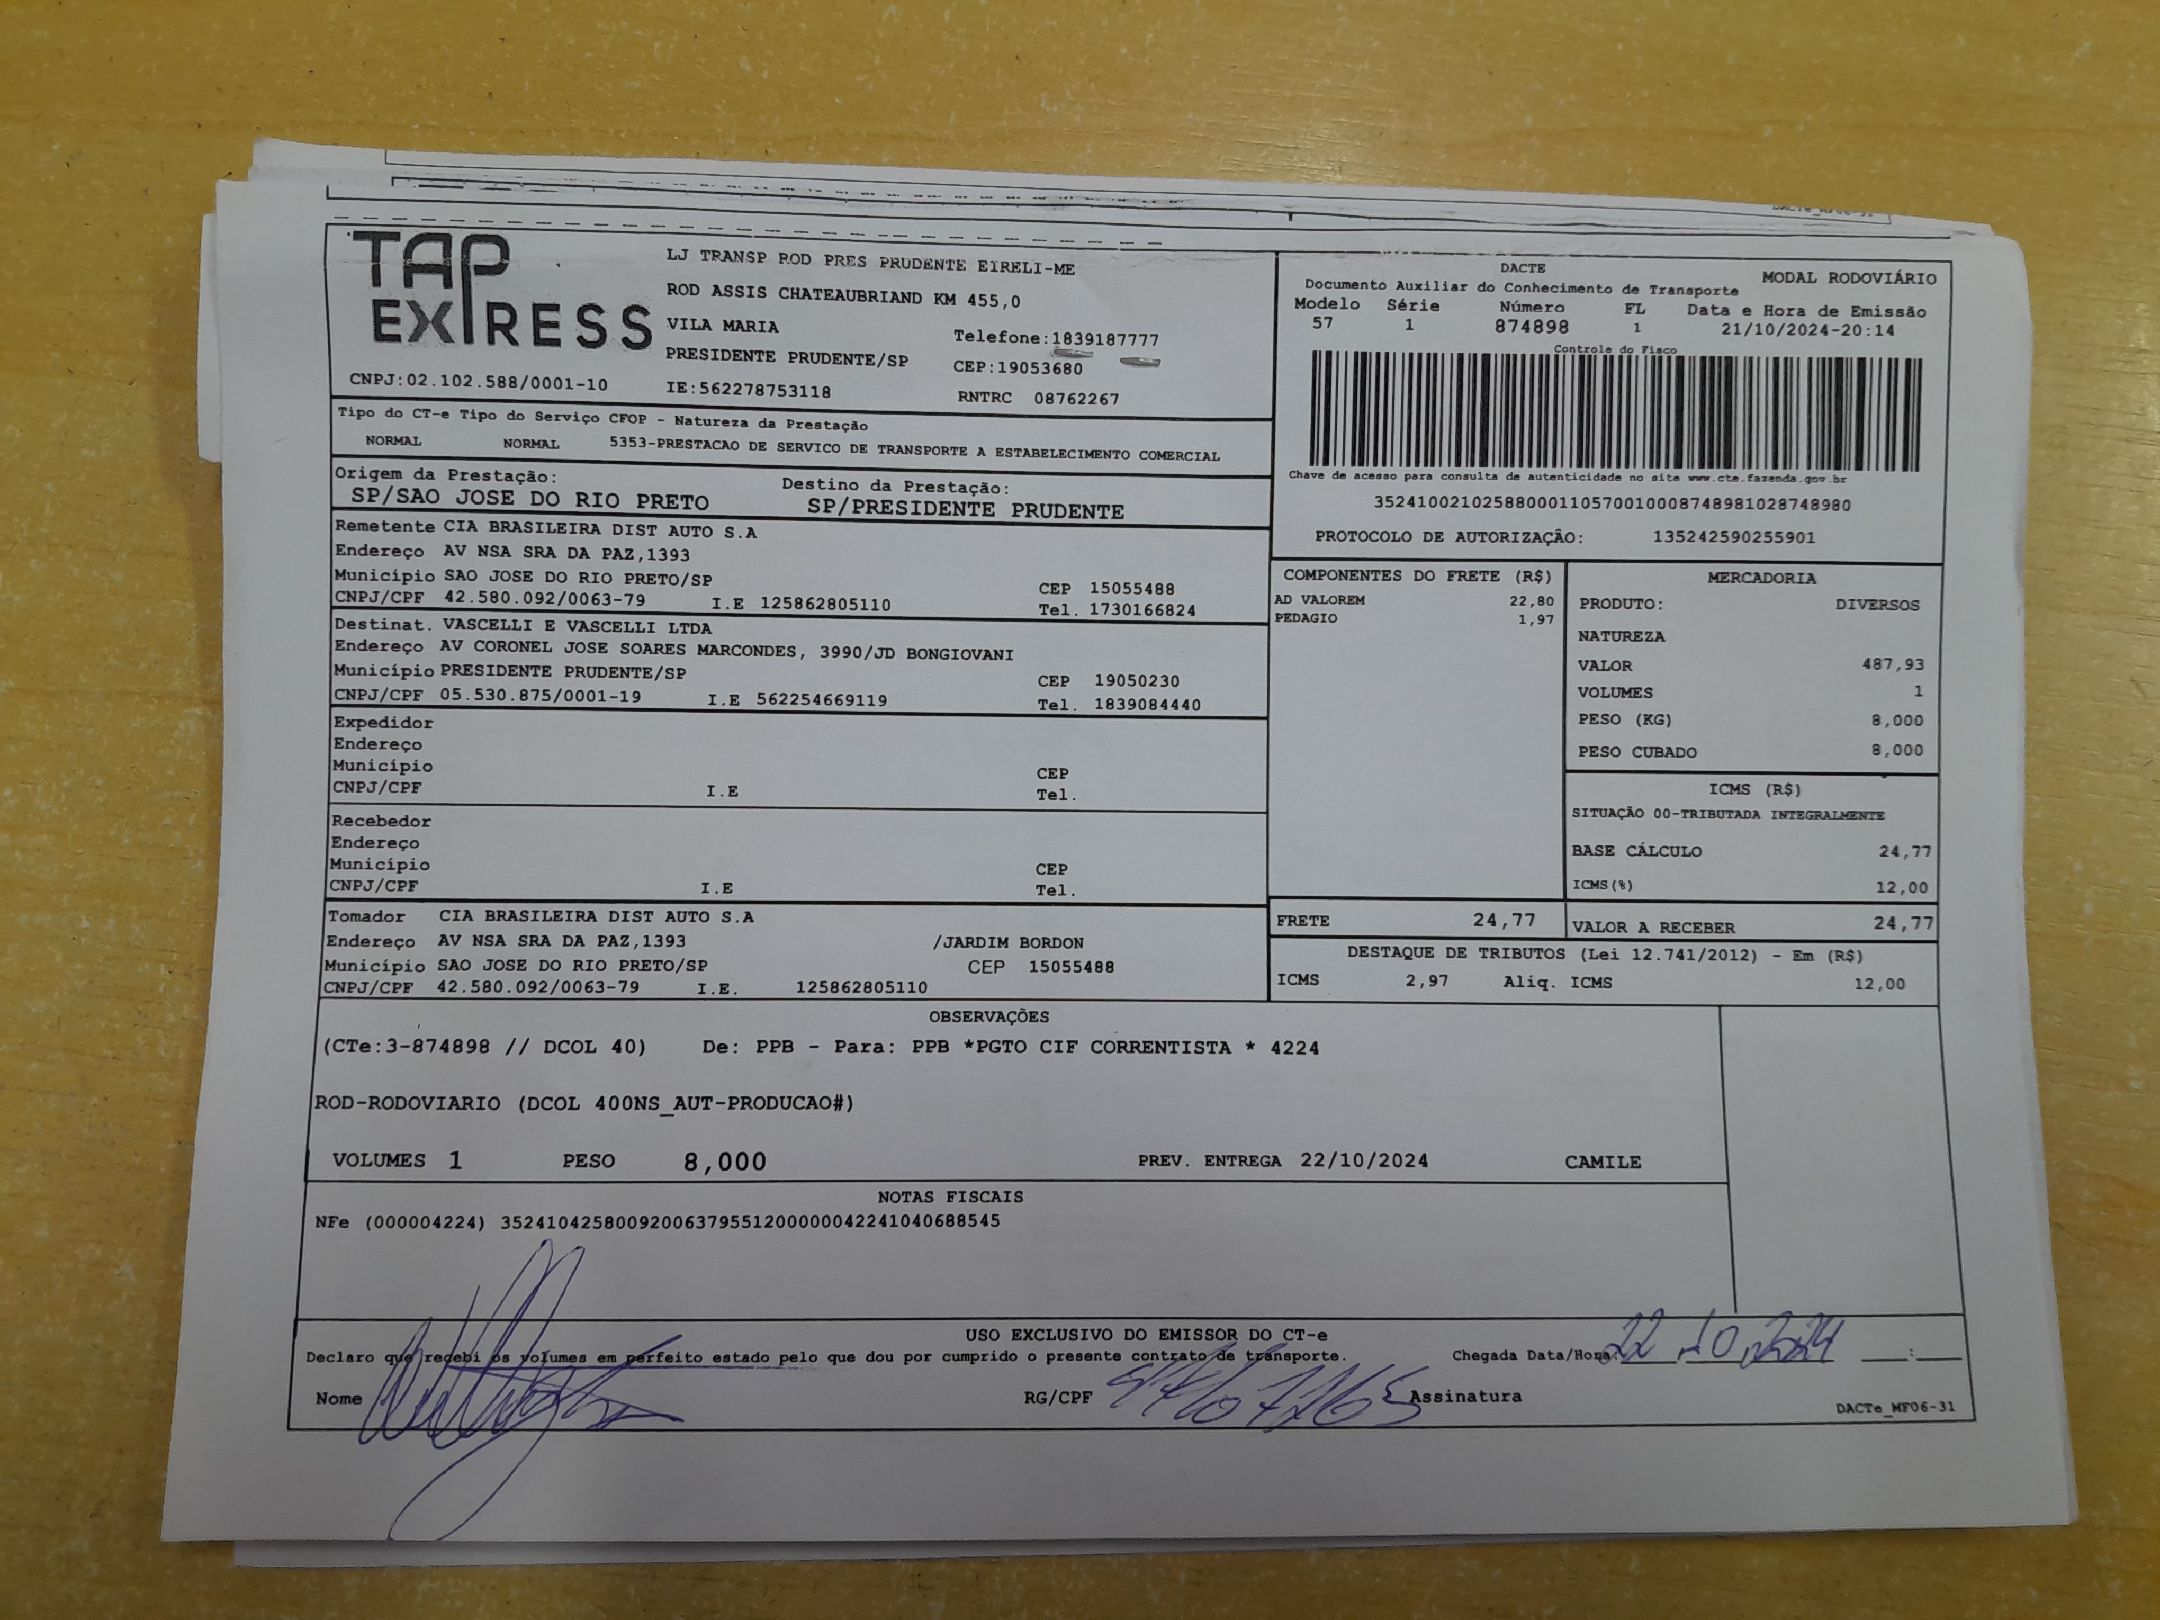 TAP EXPRESS
LJ TRANSP ROD PRES PRUDENTE EIRELI-ME
ROD ASSIS CHATEAUBRIAND KM 455,0
VILA MARIA Telefone:1839187777
PRESIDENTE PRUDENTE/SP CEP:19053680
CNPJ:02.102.588/0001-10 IE:562278753118 RNTRC 08762267
DACTE MODAL RODOVIÁRIO
Documento Auxiliar do Conhecimento de Transporte
Modelo Série Número FL Data e Hora de Emissão
57 1 874898 1 21/10/2024-20:14
Controle do Fisco
Chave de acesso para consulta de autenticidade no site www.cte.fazenda.gov.br
35241002102588000110570010008748981028748980
PROTOCOLO DE AUTORIZAÇÃO: 135242590255901
Tipo do CT-e Tipo do Serviço CFOP - Natureza da Prestação
NORMAL NORMAL 5353-PRESTACAO DE SERVICO DE TRANSPORTE A ESTABELECIMENTO COMERCIAL
Origem da Prestação: Destino da Prestação:
SP/SAO JOSE DO RIO PRETO SP/PRESIDENTE PRUDENTE
Remetente CIA BRASILEIRA DIST AUTO S.A
Endereço AV NSA SRA DA PAZ,1393
Município SAO JOSE DO RIO PRETO/SP CEP 15055488
CNPJ/CPF 42.580.092/0063-79 I.E 125862805110 Tel. 1730166824
Destinat. VASCELLI E VASCELLI LTDA
Endereço AV CORONEL JOSE SOARES MARCONDES, 3990/JD BONGIOVANI
Município PRESIDENTE PRUDENTE/SP CEP 19050230
CNPJ/CPF 05.530.875/0001-19 I.E 562254669119 Tel. 1839084440
Expedidor
Endereço
Município CEP
CNPJ/CPF I.E Tel.
Recebedor
Endereço
Município CEP
CNPJ/CPF I.E Tel.
Tomador CIA BRASILEIRA DIST AUTO S.A
Endereço AV NSA SRA DA PAZ,1393 /JARDIM BORDON
Município SAO JOSE DO RIO PRETO/SP CEP 15055488
CNPJ/CPF 42.580.092/0063-79 I.E. 125862805110
COMPONENTES DO FRETE (R$)
AD VALOREM 22,80
PEDAGIO 1,97
MERCADORIA
PRODUTO: DIVERSOS
NATUREZA
VALOR 487,93
VOLUMES 1
PESO (KG) 8,000
PESO CUBADO 8,000
ICMS (R$)
SITUAÇÃO 00-TRIBUTADA INTEGRALMENTE
BASE CÁLCULO 24,77
ICMS(%) 12,00
FRETE 24,77 VALOR A RECEBER 24,77
DESTAQUE DE TRIBUTOS (Lei 12.741/2012) - Em (R$)
ICMS 2,97 Aliq. ICMS 12,00
OBSERVAÇÕES
(CTe:3-874898 // DCOL 40) De: PPB - Para: PPB *PGTO CIF CORRENTISTA * 4224
ROD-RODOVIARIO (DCOL 400NS_AUT-PRODUCAO#)
VOLUMES 1 PESO 8,000 PREV. ENTREGA 22/10/2024 CAMILE
NOTAS FISCAIS
NFe (000004224) 35241042580092006379551200000042241040688545
USO EXCLUSIVO DO EMISSOR DO CT-e
Declaro que recebi os volumes em perfeito estado pelo que dou por cumprido o presente contrato de transporte. Chegada Data/Hora: 22 10 2024 :
Nome RG/CPF Assinatura
DACTe_MF06-31